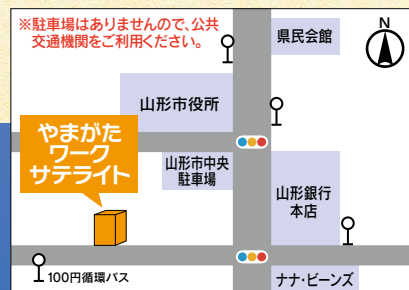 ※駐車場はありませんので、公共
交通機関をご利用ください。
県民会館
N
山形市役所
やまがた
ワーク
サテライト
山形市中央
駐車場
山形銀行
本店
100円循環バス
ナナ・ビーンズ